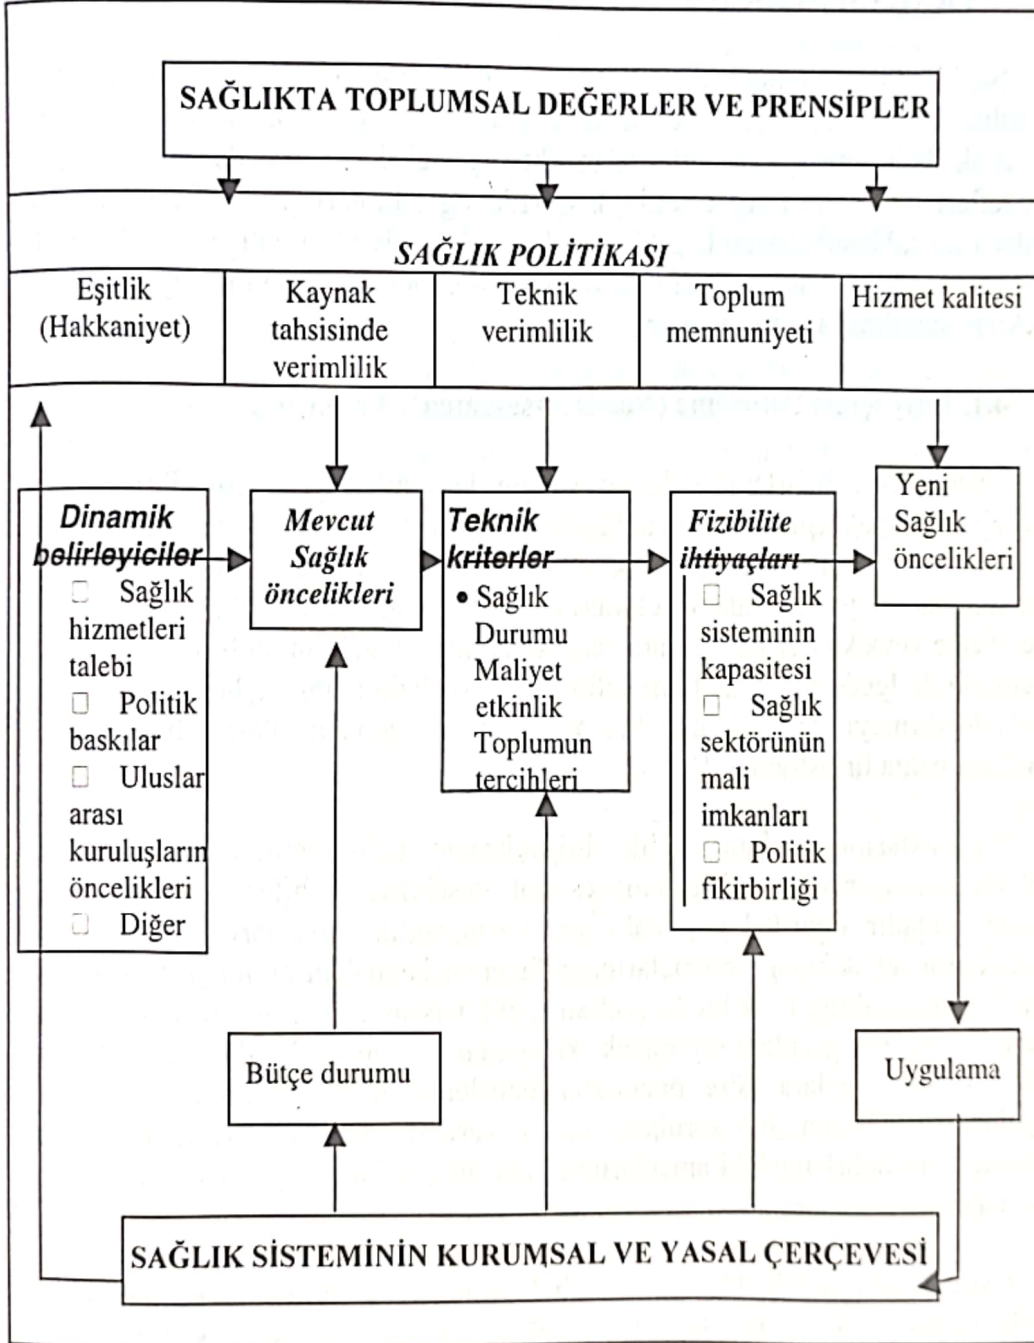 SAĞLIKTA TOPLUMSAL DEĞERLER VE PRENSİPLER
SAĞLIK POLİTİKASI
Eşitlik
(Hakkaniyet)
Kaynak
tahsisinde
verimlilik
Teknik
verimlilik
Toplum
memnuniyeti
Hizmet kalitesi
Dinamik
belirleyiciler
Sağlık
hizmetleri
talebi
Politik
baskılar
Uluslar
arası
kuruluşların
öncelikleri
Diğer
Mevcut
Sağlık
öncelikleri
Teknik
kriterler
• Sağlık
Durumu
Maliyet
etkinlik
Toplumun
tercihleri
Fizibilite
ihtiyaçları
Sağlık
sisteminin
kapasitesi
Sağlık
sektörünün
mali
imkanları
Politik
fikirbirliği
Yeni
Sağlık
öncelikleri
Bütçe durumu
Uygulama
SAĞLIK SİSTEMİNİN KURUMSAL VE YASAL ÇERÇEVESİ